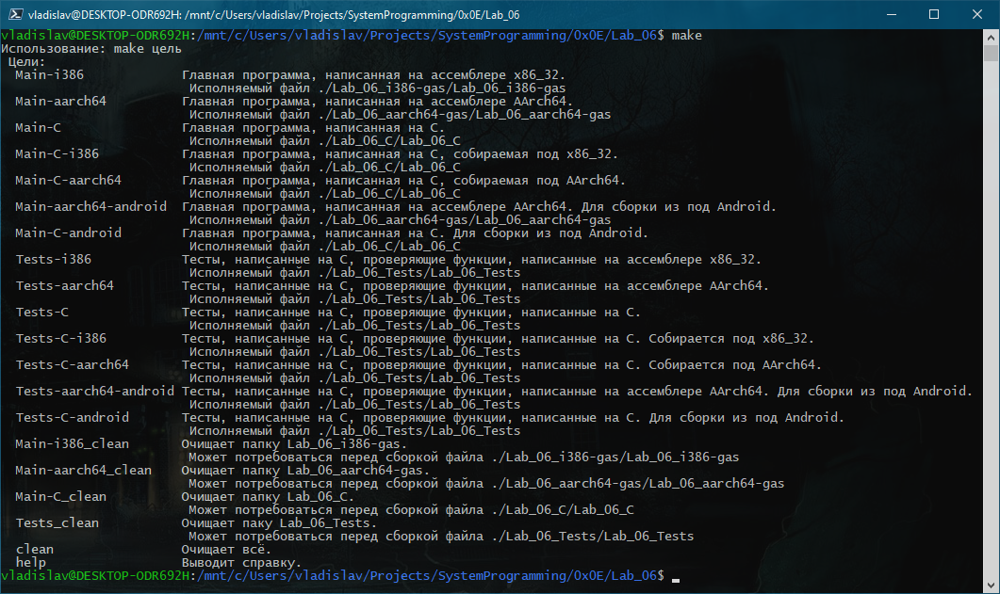 vladislav@DESKTOP-ODR692H: /mnt/c/Users/vladislav/Projects/SystemProgramming/0x0E/Lab_06
vladislav@DESKTOP-ODR692H:/mnt/c/Users/vladislav/Projects/SystemProgramming/0x0E/Lab_06$ make
Использование: make цель
Цели:
Main-i386 Главная программа, написанная на ассемблере x86_32.
Исполняемый файл ./Lab_06_i386-gas/Lab_06_i386-gas
Main-aarch64 Главная программа, написанная на ассемблере AArch64.
Исполняемый файл ./Lab_06_aarch64-gas/Lab_06_aarch64-gas
Main-C Главная программа, написанная на C.
Исполняемый файл ./Lab_06_C/Lab_06_C
Main-C-i386 Главная программа, написанная на C, собираемая под x86_32.
Исполняемый файл ./Lab_06_C/Lab_06_C
Main-C-aarch64 Главная программа, написанная на C, собираемая под AArch64.
Исполняемый файл ./Lab_06_C/Lab_06_C
Main-aarch64-android Главная программа, написанная на ассемблере AArch64. Для сборки из под Android.
Исполняемый файл ./Lab_06_aarch64-gas/Lab_06_aarch64-gas
Main-C-android Главная программа, написанная на C. Для сборки из под Android.
Исполняемый файл ./Lab_06_C/Lab_06_C
Tests-i386 Тесты, написанные на C, проверяющие функции, написанные на ассемблере x86_32.
Исполняемый файл ./Lab_06_Tests/Lab_06_Tests
Tests-aarch64 Тесты, написанные на C, проверяющие функции, написанные на ассемблере AArch64.
Исполняемый файл ./Lab_06_Tests/Lab_06_Tests
Tests-C Тесты, написанные на C, проверяющие функции, написанные на C.
Исполняемый файл ./Lab_06_Tests/Lab_06_Tests
Tests-C-i386 Тесты, написанные на C, проверяющие функции, написанные на C. Собирается под x86_32.
Исполняемый файл ./Lab_06_Tests/Lab_06_Tests
Tests-C-aarch64 Тесты, написанные на C, проверяющие функции, написанные на C. Собирается под AArch64.
Исполняемый файл ./Lab_06_Tests/Lab_06_Tests
Tests-aarch64-android Тесты, написанные на C, проверяющие функции, написанные на ассемблере AArch64. Для сборки из под Android.
Исполняемый файл ./Lab_06_Tests/Lab_06_Tests
Tests-C-android Тесты, написанные на C, проверяющие функции, написанные на C. Для сборки из под Android.
Исполняемый файл ./Lab_06_Tests/Lab_06_Tests
Main-i386_clean Очищает папку Lab_06_i386-gas.
Может потребоваться перед сборкой файла ./Lab_06_i386-gas/Lab_06_i386-gas
Main-aarch64_clean Очищает папку Lab_06_aarch64-gas.
Может потребоваться перед сборкой файла ./Lab_06_aarch64-gas/Lab_06_aarch64-gas
Main-C_clean Очищает папку Lab_06_C.
Может потребоваться перед сборкой файла ./Lab_06_C/Lab_06_C
Tests_clean Очищает паку Lab_06_Tests.
Может потребоваться перед сборкой файла ./Lab_06_Tests/Lab_06_Tests
clean Очищает всё.
help Выводит справку.
vladislav@DESKTOP-ODR692H:/mnt/c/Users/vladislav/Projects/SystemProgramming/0x0E/Lab_06$